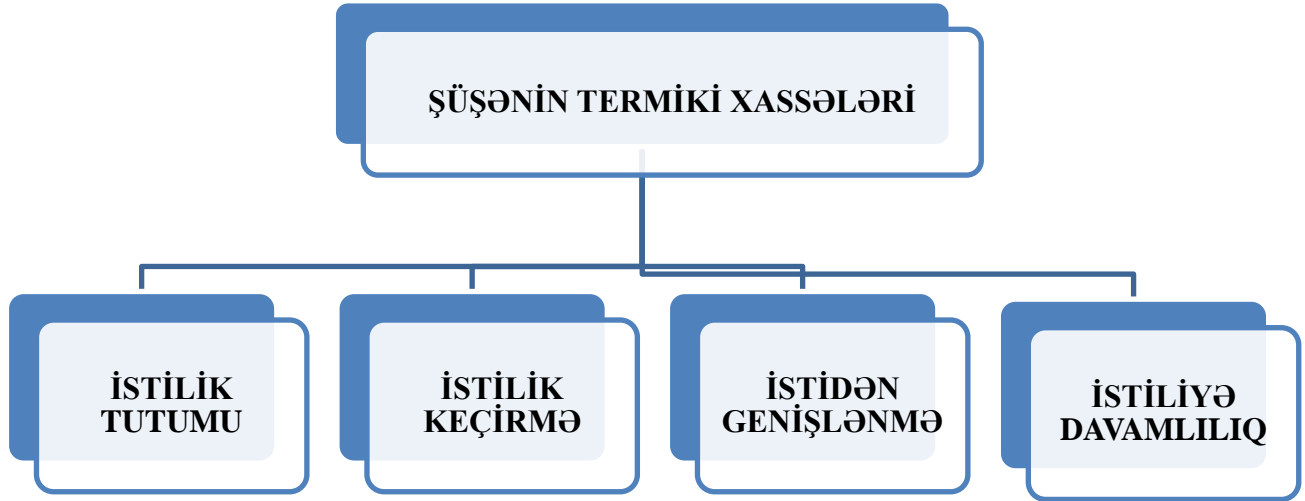 ŞÜŞƏNİN TERMİKİ XASSƏLƏRİ
İSTİLİK
TUTUMU
İSTİLİK
KEÇİRMƏ
İSTİDƏN
GENİŞLƏNMƏ
İSTİLİYƏ
DAVAMLILIQ